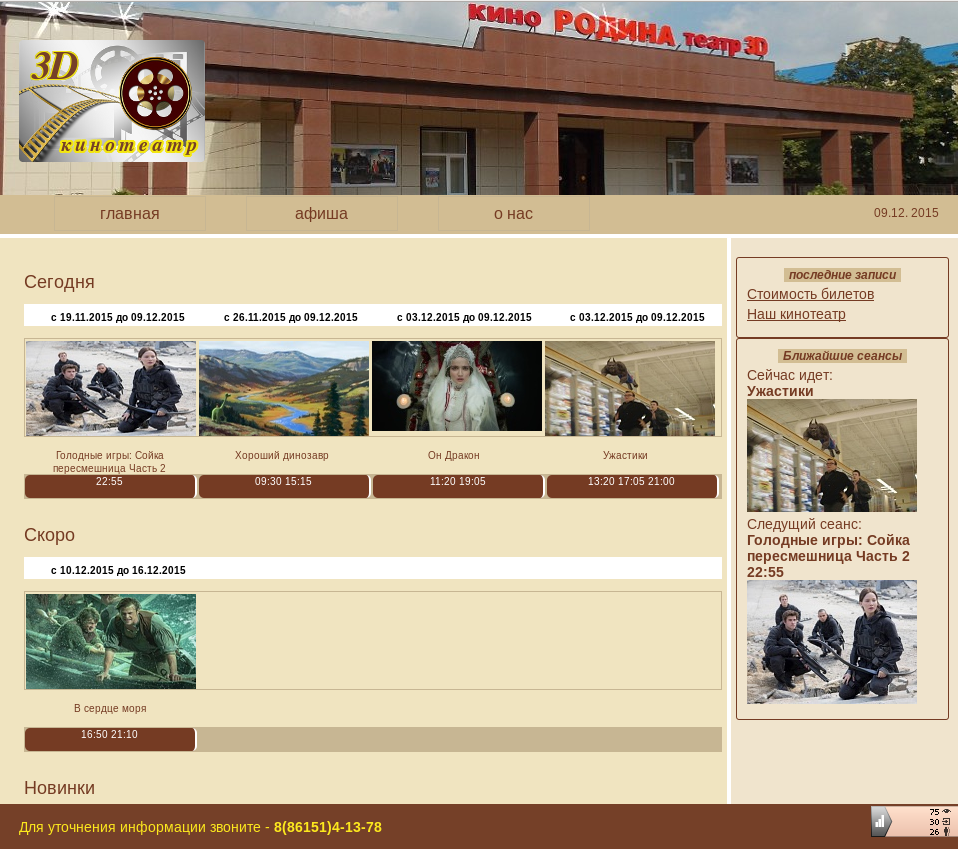 кино РОДИНА театр 3D
3D
кинотеатр
главная афиша о нас 09.12. 2015
Сегодня
с 19.11.2015 до 09.12.2015 с 26.11.2015 до 09.12.2015 с 03.12.2015 до 09.12.2015 с 03.12.2015 до 09.12.2015
Голодные игры: Сойка пересмешница Часть 2
Хороший динозавр
Он Дракон
Ужастики
22:55 09:30 15:15 11:20 19:05 13:20 17:05 21:00
Скоро
с 10.12.2015 до 16.12.2015
В сердце моря
16:50 21:10
Новинки
последние записи
Стоимость билетов
Наш кинотеатр
Ближайшие сеансы
Сейчас идет:
Ужастики
Следущий сеанс:
Голодные игры: Сойка
пересмешница Часть 2
22:55
Для уточнения информации звоните - 8(86151)4-13-78
75
30
26